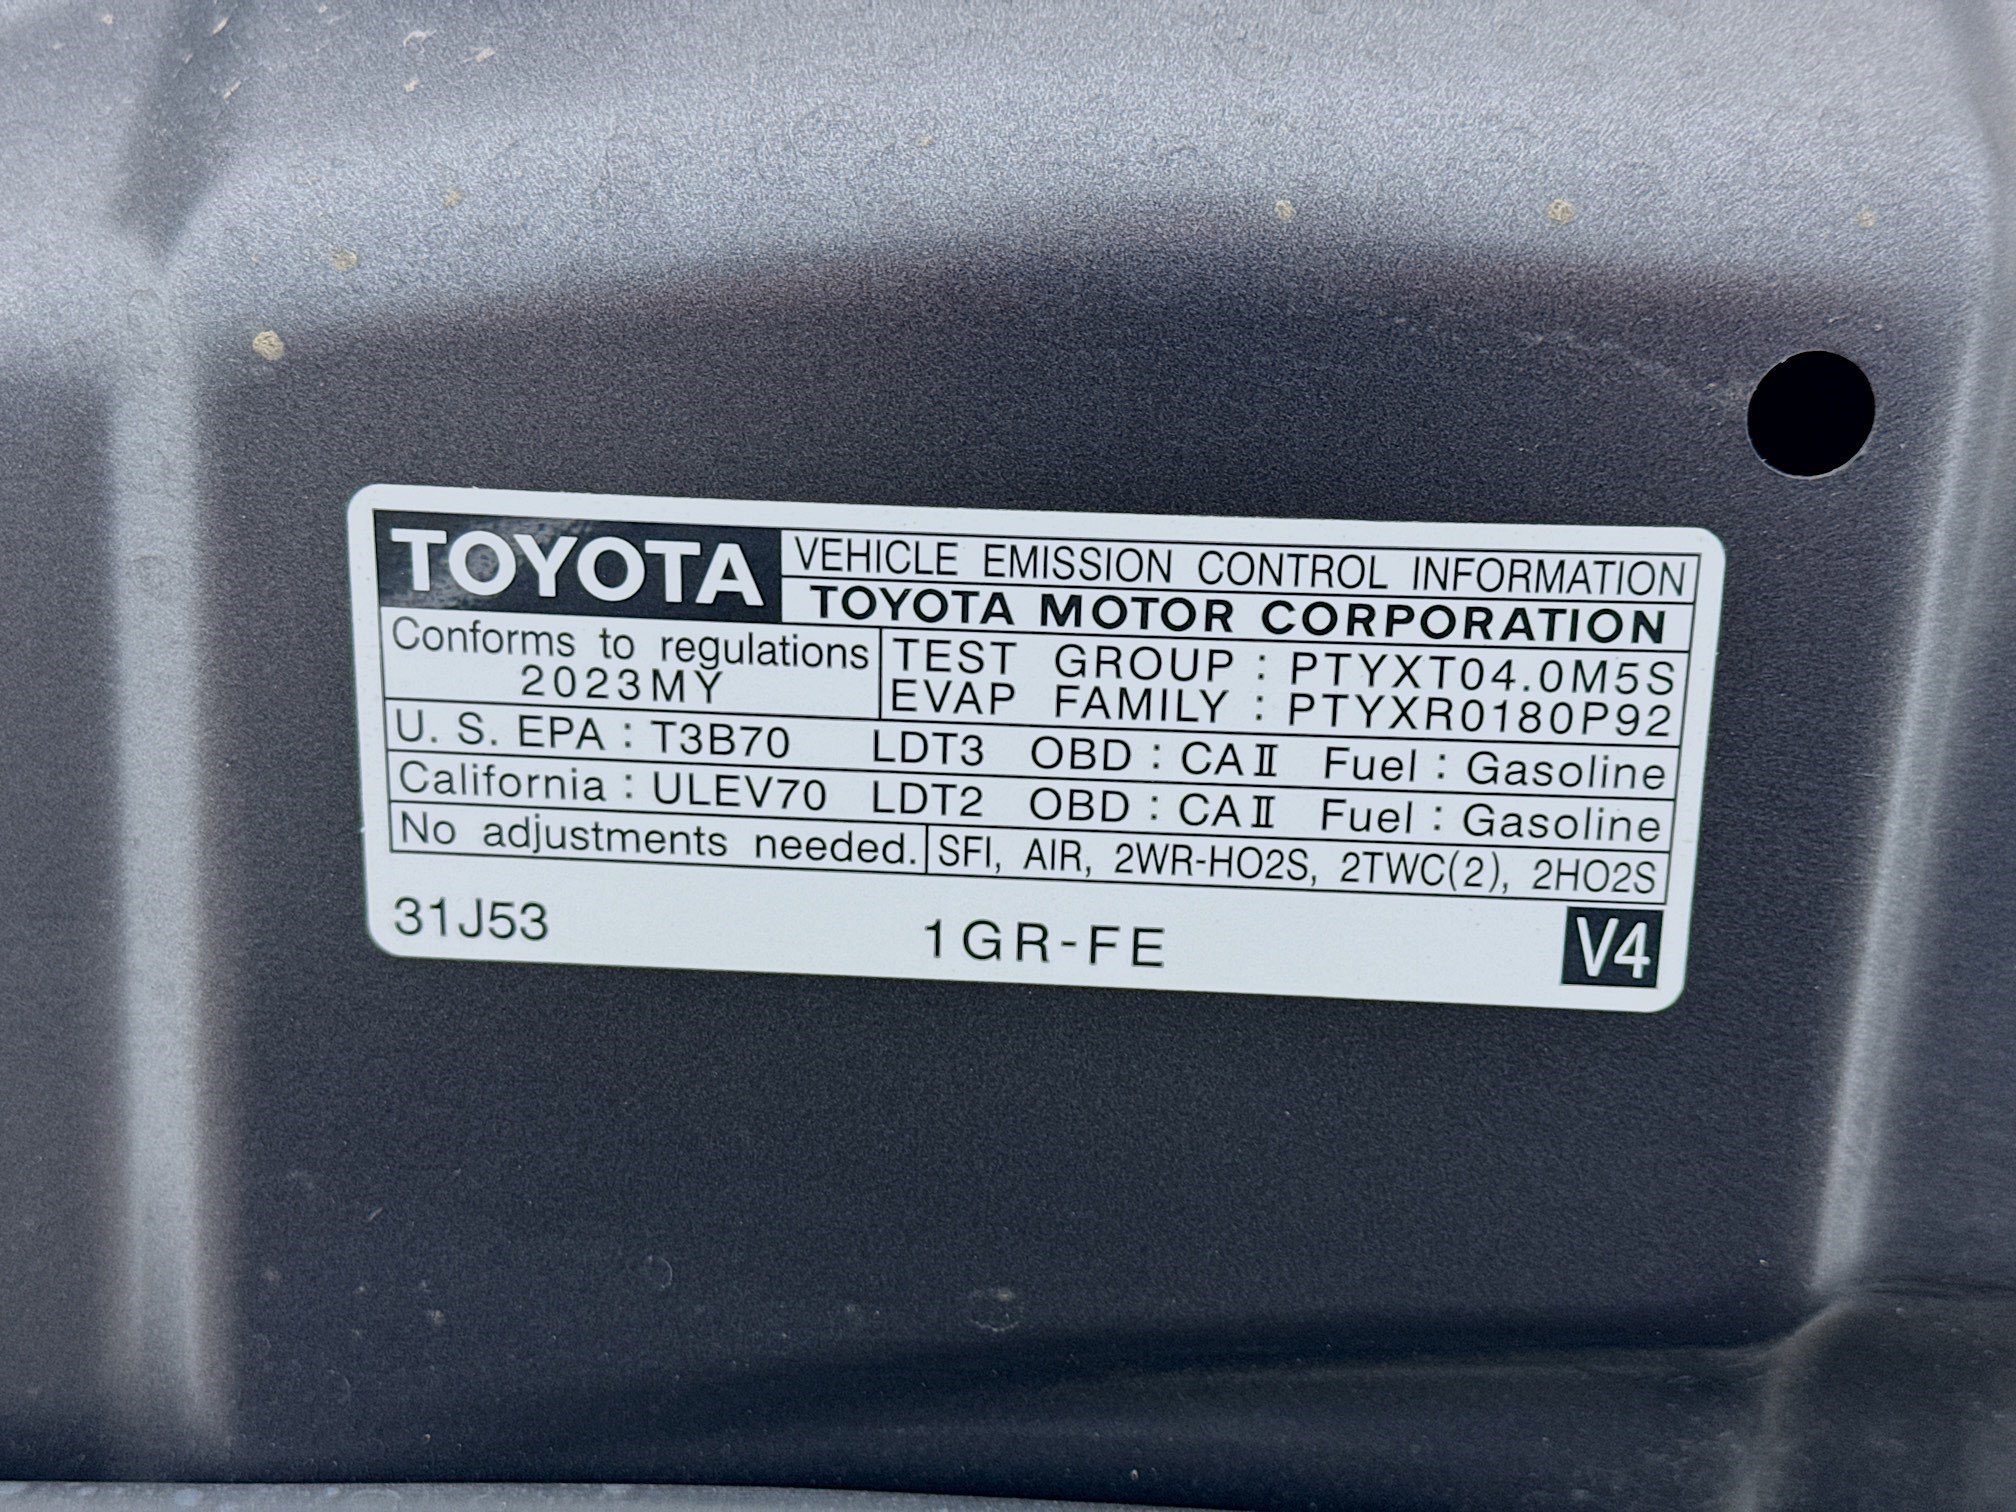 TOYOTA VEHICLE EMISSION CONTROL INFORMATION
TOYOTA MOTOR CORPORATION
Conforms to regulations
2023MY
TEST GROUP : PTYXT04.0M5S
EVAP FAMILY : PTYXR0180P92
U. S. EPA : T3B70 LDT3 OBD : CAⅡ Fuel : Gasoline
California : ULEV70 LDT2 OBD : CAⅡ Fuel : Gasoline
No adjustments needed. SFI, AIR, 2WR-HO2S, 2TWC(2), 2HO2S
31J53 1GR-FE V4